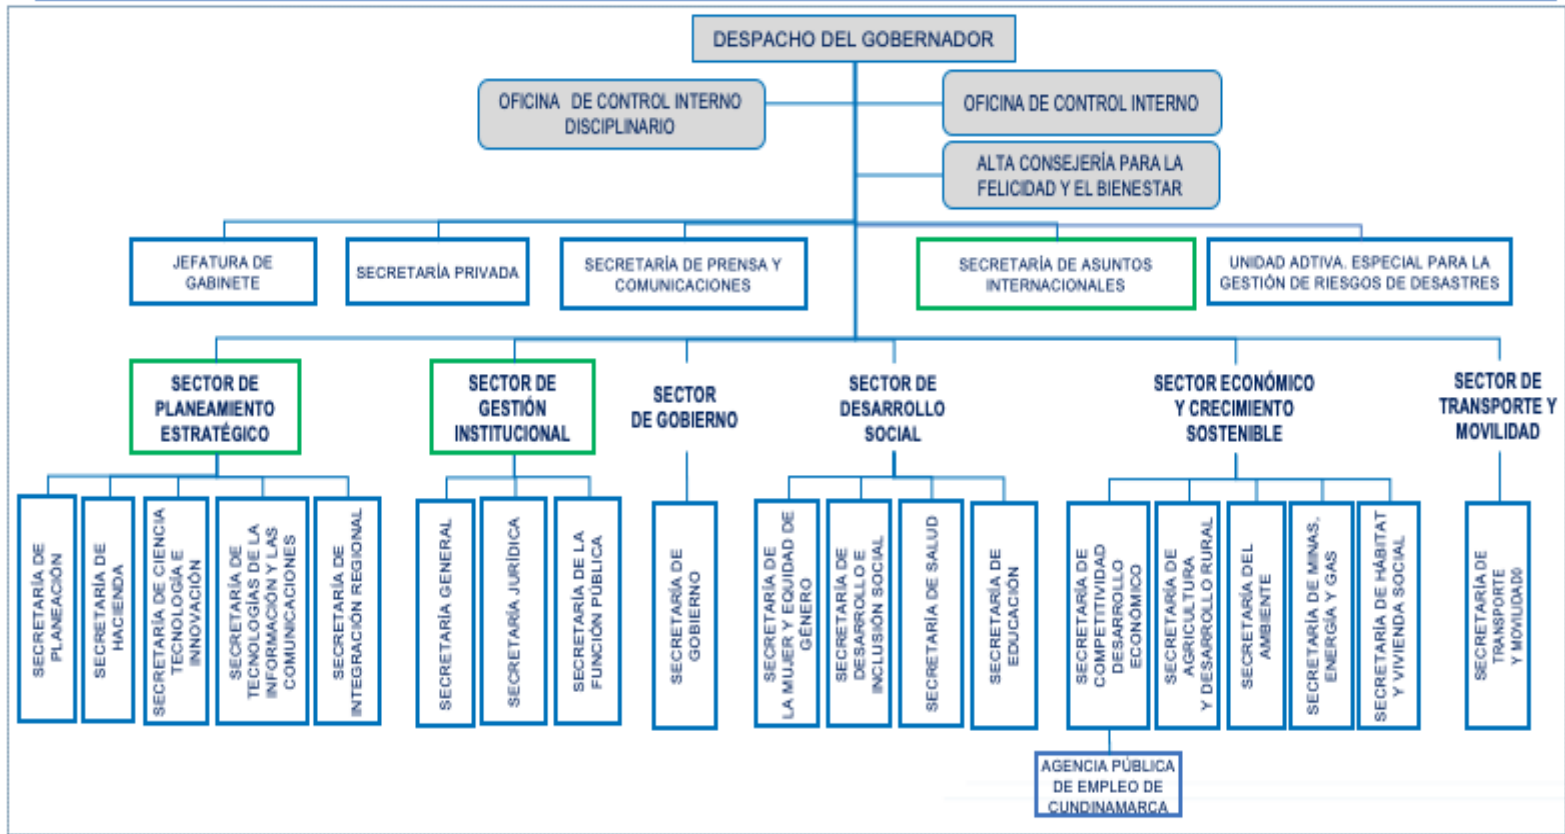 DESPACHO DEL GOBERNADOR
OFICINA DE CONTROL INTERNO
DISCIPLINARIO
OFICINA DE CONTROL INTERNO
ALTA CONSEJERÍA PARA LA
FELICIDAD Y EL BIENESTAR
JEFATURA DE
GABINETE
SECRETARÍA PRIVADA
SECRETARÍA DE PRENSA Y
COMUNICACIONES
SECRETARÍA DE ASUNTOS
INTERNACIONALES
UNIDAD ADTIVA. ESPECIAL PARA LA
GESTIÓN DE RIESGOS DE DESASTRES
SECTOR DE
PLANEAMIENTO
ESTRATÉGICO
SECTOR DE
GESTIÓN
INSTITUCIONAL
SECTOR
DE GOBIERNO
SECTOR DE
DESARROLLO
SOCIAL
SECTOR ECONÓMICO
Y CRECIMIENTO
SOSTENIBLE
SECTOR DE
TRANSPORTE Y
MOVILIDAD
SECRETARÍA DE
PLANEACIÓN
SECRETARÍA DE
HACIENDA
SECRETARÍA DE CIENCIA
TECNOLOGÍA E
INNOVACIÓN
SECRETARÍA DE
TECNOLOGÍAS DE LA
INFORMACIÓN Y LAS
COMUNICACIONES
SECRETARÍA DE
INTEGRACIÓN REGIONAL
SECRETARÍA GENERAL
SECRETARÍA JURÍDICA
SECRETARÍA DE LA
FUNCIÓN PÚBLICA
SECRETARÍA DE
GOBIERNO
SECRETARÍA DE
LA MUJER Y EQUIDAD DE
GÉNERO
SECRETARÍA DE
DESARROLLO E
INCLUSIÓN SOCIAL
SECRETARÍA DE SALUD
SECRETARÍA DE
EDUCACIÓN
SECRETARÍA DE
COMPETITIVIDAD
DESARROLLO
ECONÓMICO
SECRETARÍA DE
AGRICULTURA
Y DESARROLLO RURAL
SECRETARÍA DEL
AMBIENTE
SECRETARÍA DE MINAS,
ENERGÍA Y GAS
SECRETARÍA DE HÁBITAT
Y VIVIENDA SOCIAL
SECRETARÍA DE
TRANSPORTE
Y MOVILIDAD0
AGENCIA PÚBLICA
DE EMPLEO DE
CUNDINAMARCA